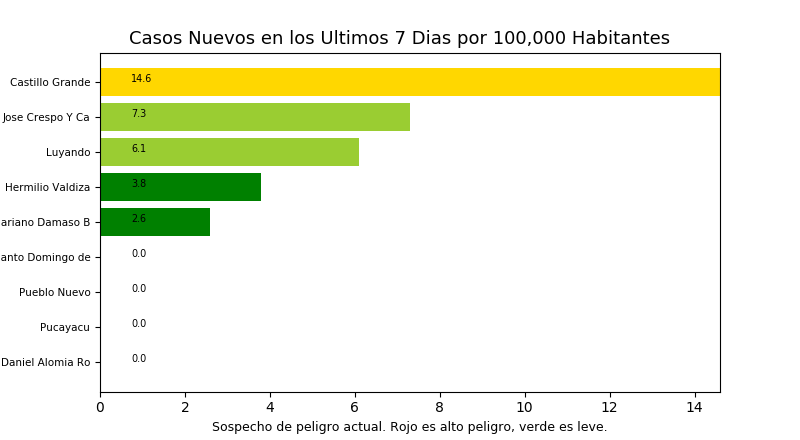 Casos Nuevos en los Ultimos 7 Dias por 100,000 Habitantes
Castillo Grande 14.6
Jose Crespo Y Ca 7.3
Luyando 6.1
Hermilio Valdiza 3.8
ariano Damaso B 2.6
anto Domingo de 0.0
Pueblo Nuevo 0.0
Pucayacu 0.0
Daniel Alomia Ro 0.0
0 2 4 6 8 10 12 14
Sospecho de peligro actual. Rojo es alto peligro, verde es leve.